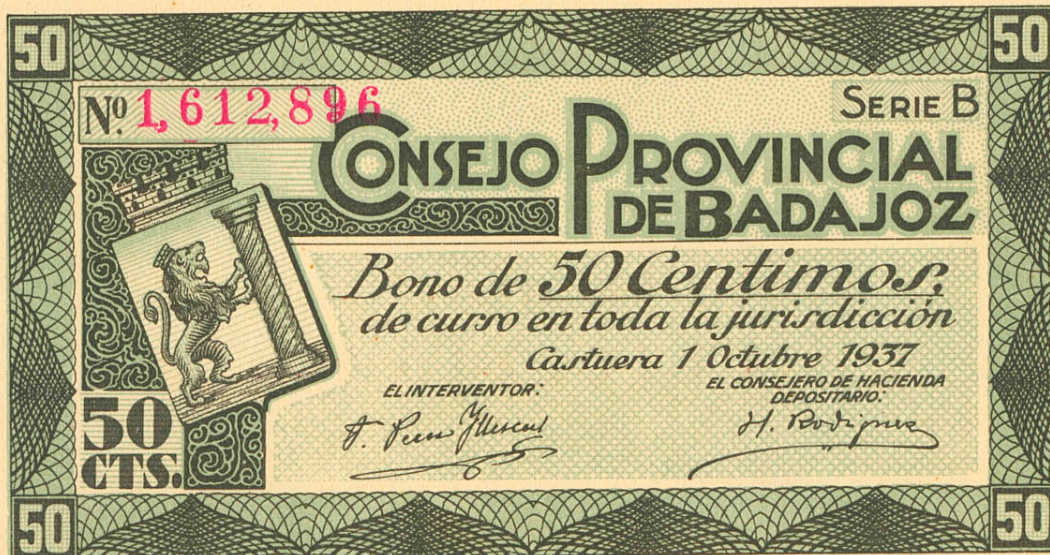 50
50
Nº 1,612,896
SERIE B
CONSEJO PROVINCIAL
DE BADAJOZ
Bono de 50 Centimos,
de curso en toda la jurisdicción
Castuera 1 Octubre 1937
EL INTERVENTOR:
EL CONSEJERO DE HACIENDA
DEPOSITARIO:
H. Rodriguez
50
CTS.
50
50